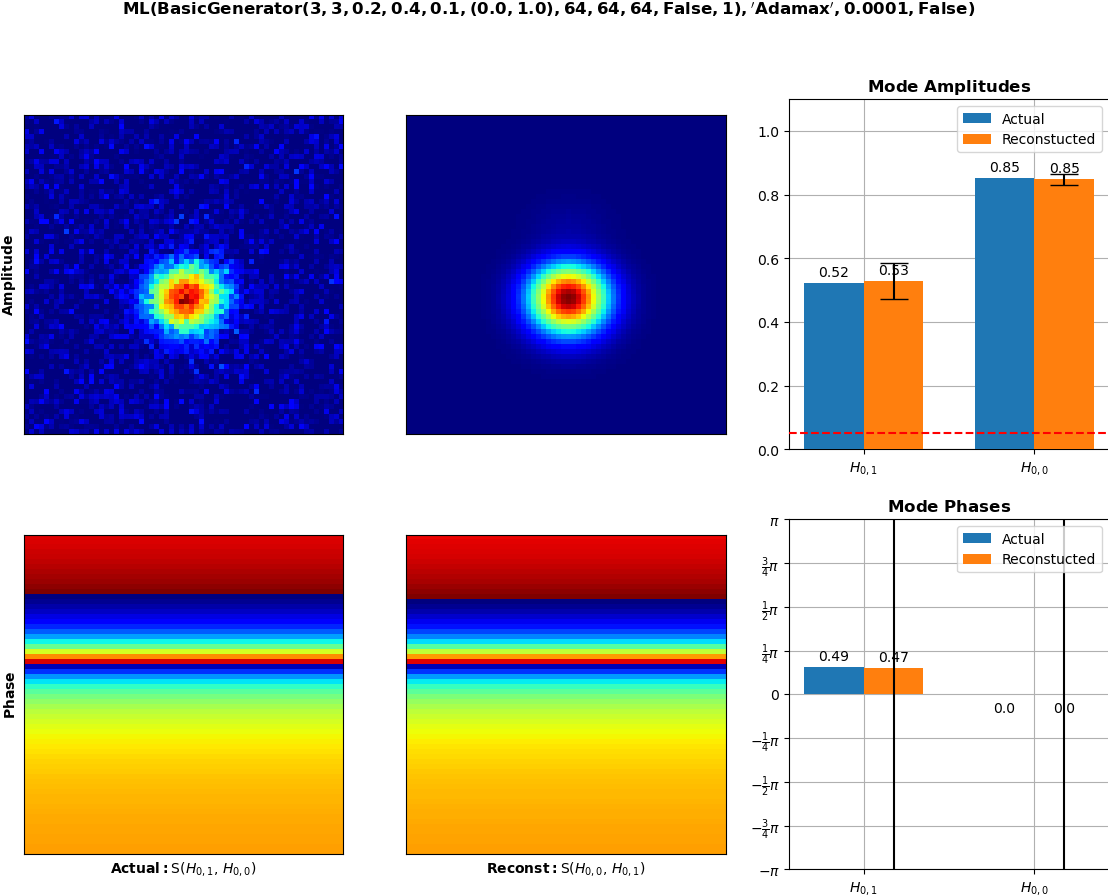 ML(BasicGenerator(3, 3, 0.2, 0.4, 0.1, (0.0, 1.0), 64, 64, 64, False, 1), 'Adamax', 0.0001, False)
Amplitude
Mode Amplitudes
1.0
0.8
0.6
0.4
0.2
0.0
Actual
Reconstucted
0.52
0.53
0.85
0.85
H0,1
H0,0
Phase
Actual: S(H0,1, H0,0)
Reconst: S(H0,0, H0,1)
Mode Phases
π
3/4π
1/2π
1/4π
0
−1/4π
−1/2π
−3/4π
−π
Actual
Reconstucted
0.49
0.47
0.0
0.0
H0,1
H0,0